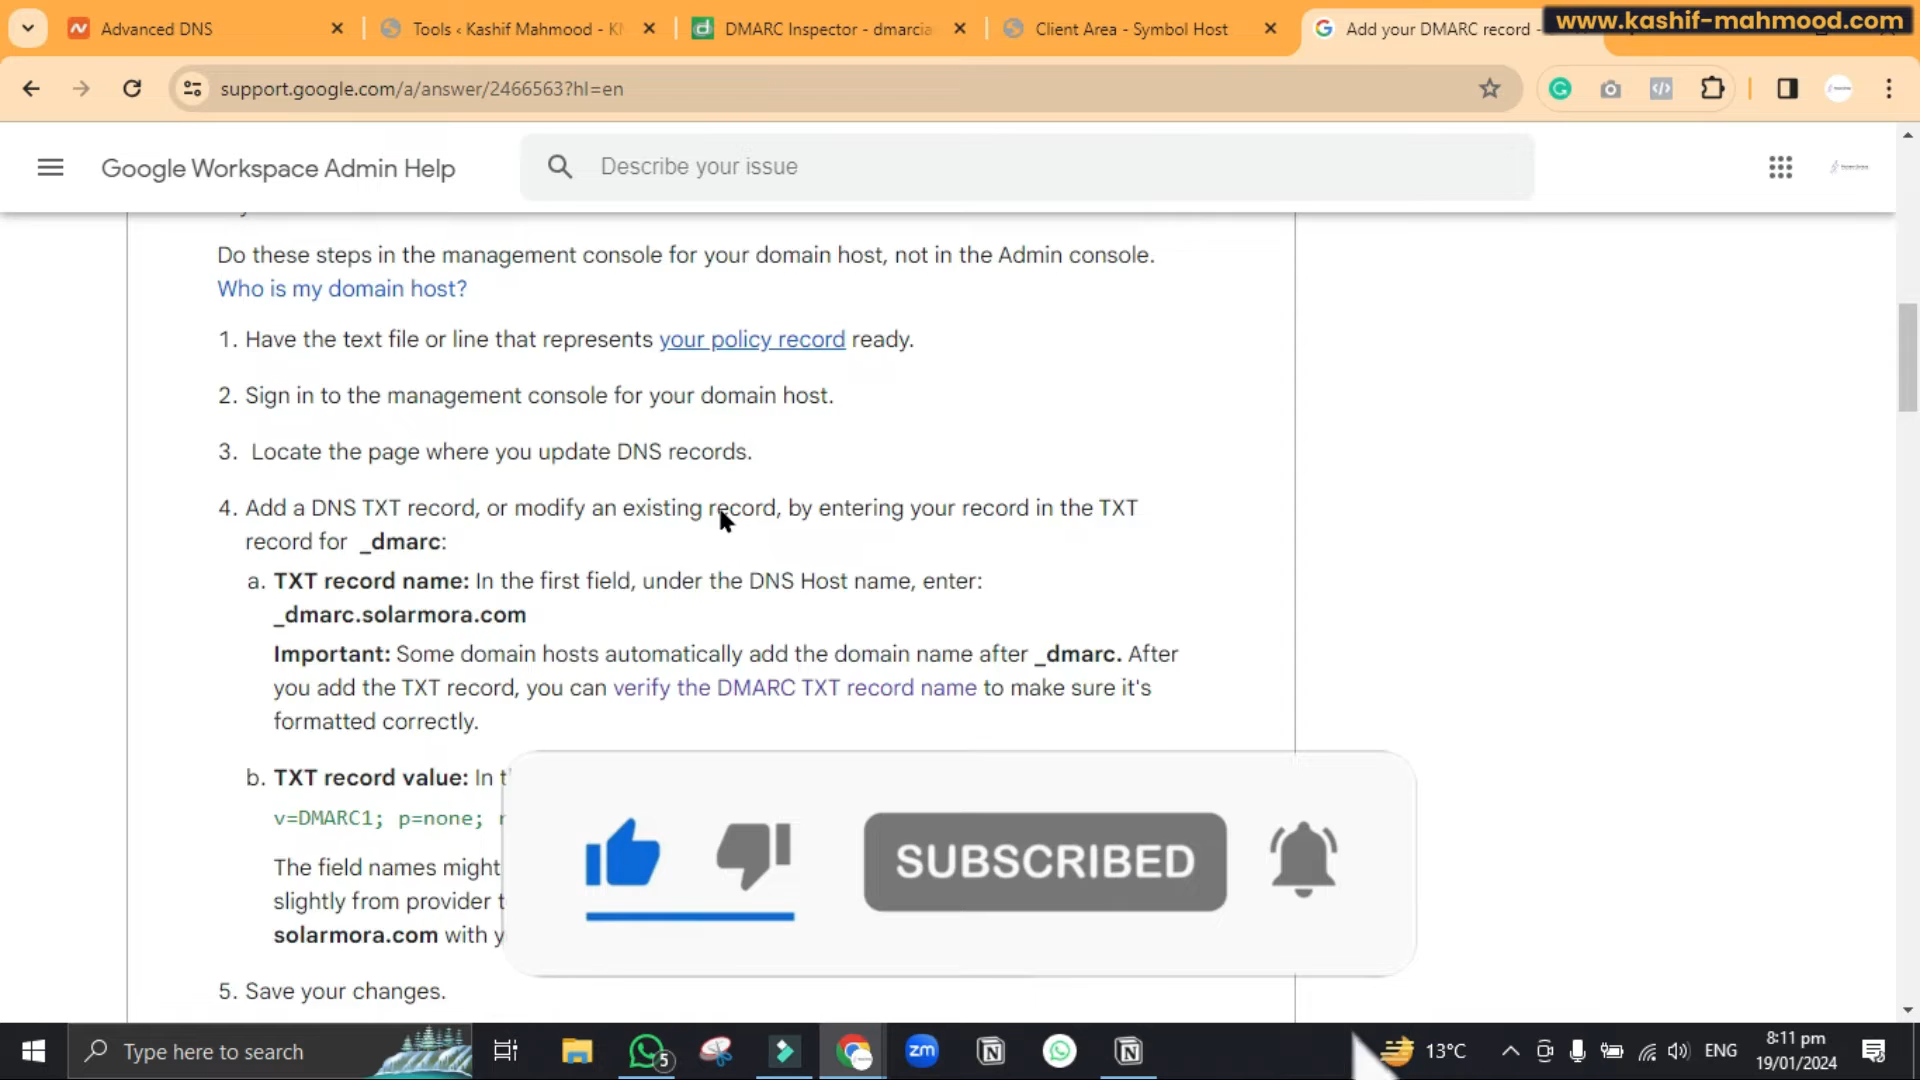 Advanced DNS
Tools ‹ Kashif Mahmood - KN
DMARC Inspector - dmarcia
Client Area - Symbol Host
Add your DMARC record -
www.kashif-mahmood.com
support.google.com/a/answer/2466563?hl=en
Google Workspace Admin Help
Describe your issue
Do these steps in the management console for your domain host, not in the Admin console.
Who is my domain host?
1. Have the text file or line that represents your policy record ready.
2. Sign in to the management console for your domain host.
3. Locate the page where you update DNS records.
4. Add a DNS TXT record, or modify an existing record, by entering your record in the TXT
record for _dmarc:
a. TXT record name: In the first field, under the DNS Host name, enter:
_dmarc.solarmora.com
Important: Some domain hosts automatically add the domain name after _dmarc. After
you add the TXT record, you can verify the DMARC TXT record name to make sure it's
formatted correctly.
b. TXT record value: In t
v=DMARC1; p=none; r
The field names might
slightly from provider t
solarmora.com with y
SUBSCRIBED
5. Save your changes.
Type here to search
5
zm
13°C
ENG
8:11 pm
19/01/2024